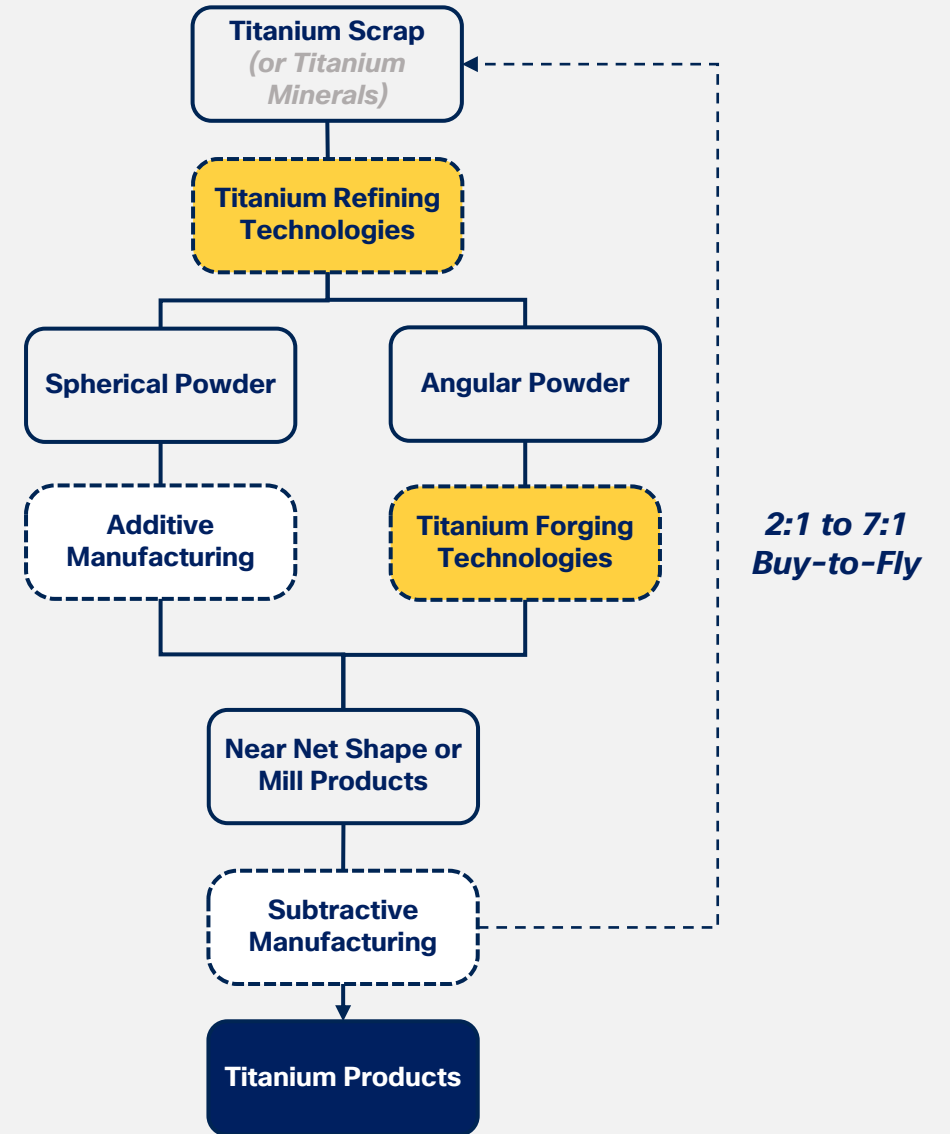 Titanium Scrap
(or Titanium
Minerals)
Titanium Refining
Technologies
Spherical Powder
Angular Powder
Additive
Manufacturing
Titanium Forging
Technologies
2:1 to 7:1
Buy-to-Fly
Near Net Shape or
Mill Products
Subtractive
Manufacturing
Titanium Products